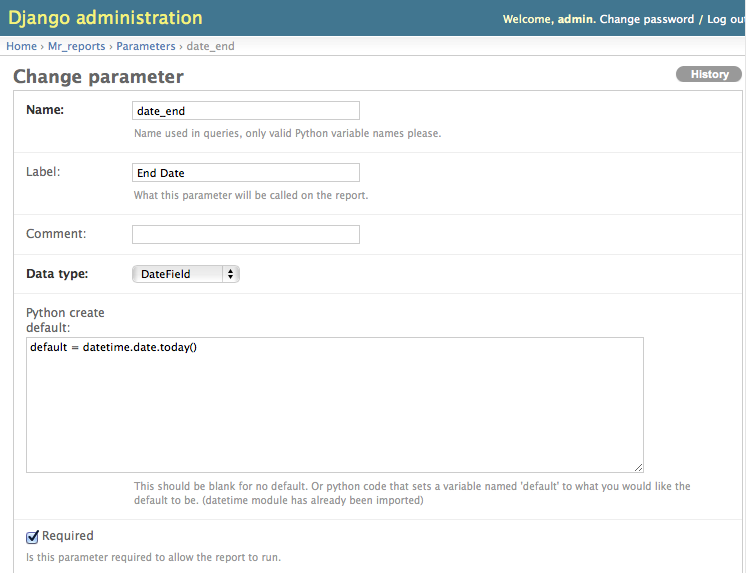 Django administration
Welcome, admin. Change password / Log out
Home › Mr_reports › Parameters › date_end
Change parameter
History
Name:
date_end
Name used in queries, only valid Python variable names please.
Label:
End Date
What this parameter will be called on the report.
Comment:
Data type:
DateField
Python create
default:
default = datetime.date.today()
This should be blank for no default. Or python code that sets a variable named 'default' to what you would like the
default to be. (datetime module has already been imported)
Required
Is this parameter required to allow the report to run.